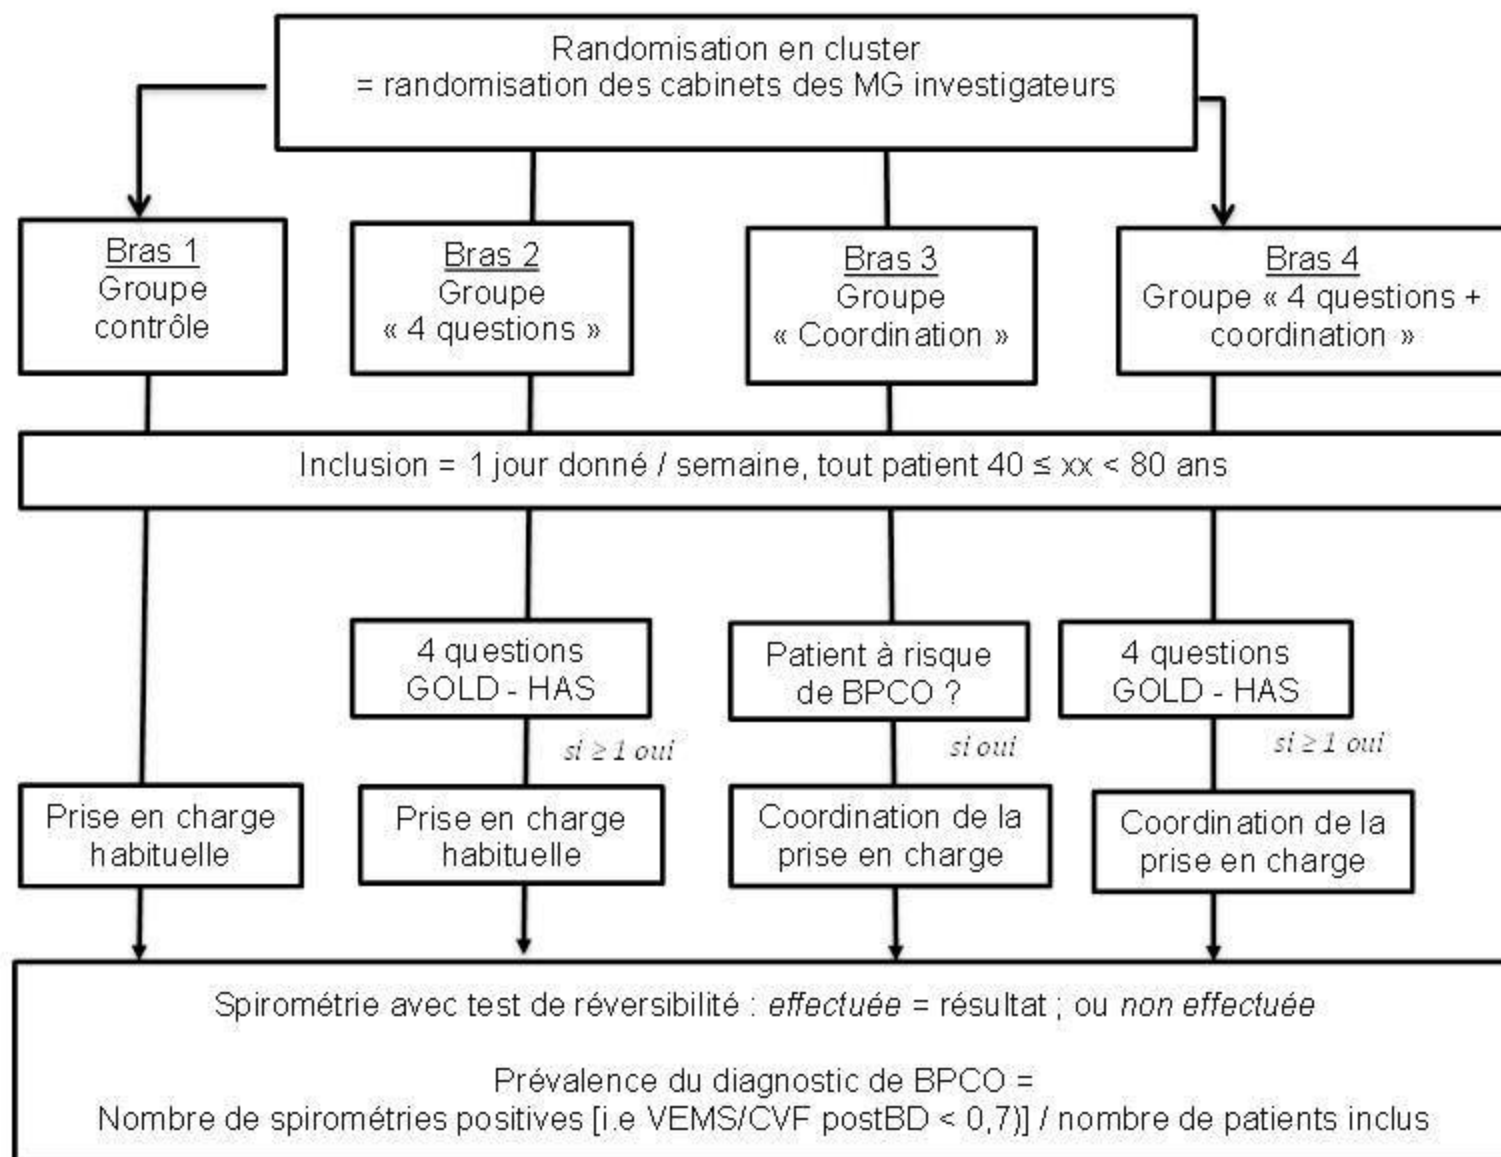 Randomisation en cluster
= randomisation des cabinets des MG investigateurs
Bras 1
Groupe
contrôle
Bras 2
Groupe
« 4 questions »
Bras 3
Groupe
« Coordination »
Bras 4
Groupe « 4 questions +
coordination »
Inclusion = 1 jour donné / semaine, tout patient 40 ≤ xx < 80 ans
4 questions
GOLD - HAS
Patient à risque
de BPCO ?
4 questions
GOLD - HAS
si ≥ 1 oui
si oui
si ≥ 1 oui
Prise en charge
habituelle
Prise en charge
habituelle
Coordination de la
prise en charge
Coordination de la
prise en charge
Spirométrie avec test de réversibilité : effectuée = résultat ; ou non effectuée
Prévalence du diagnostic de BPCO =
Nombre de spirométries positives [i.e VEMS/CVF postBD < 0,7)] / nombre de patients inclus